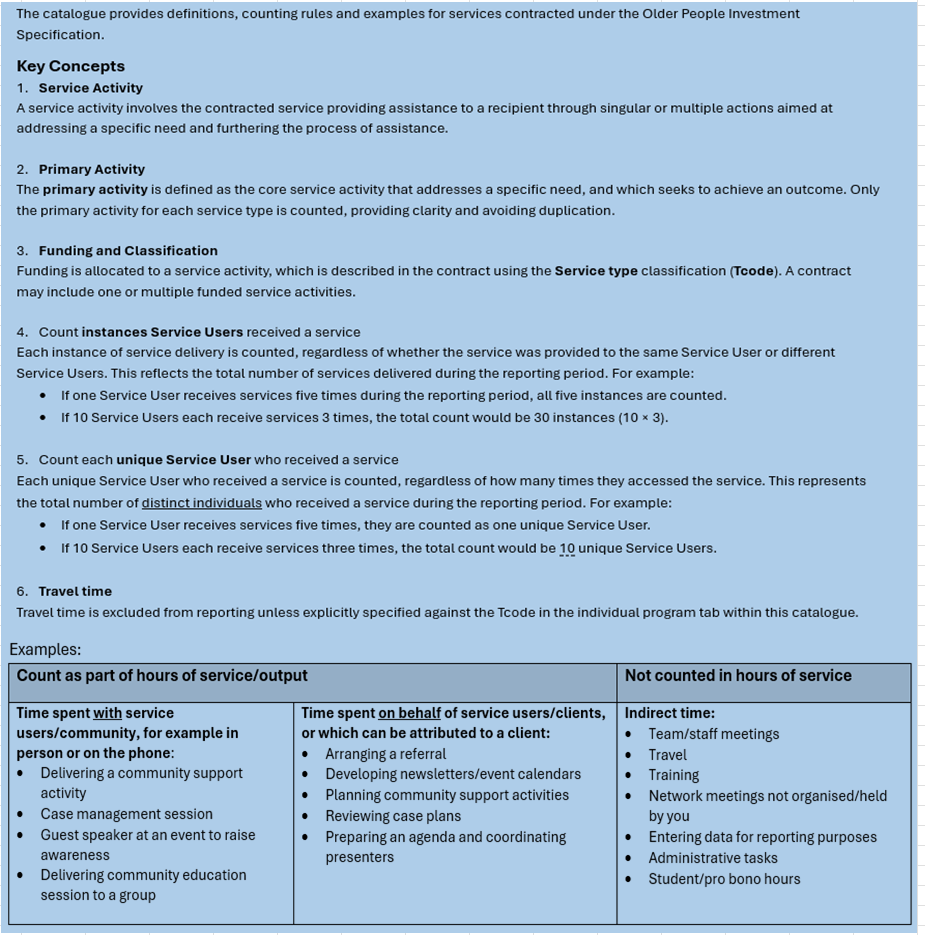 The catalogue provides definitions, counting rules and examples for services contracted under the Older People Investment
Specification.
Key Concepts
1. Service Activity
A service activity involves the contracted service providing assistance to a recipient through singular or multiple actions aimed at
addressing a specific need and furthering the process of assistance.
2. Primary Activity
The primary activity is defined as the core service activity that addresses a specific need, and which seeks to achieve an outcome. Only
the primary activity for each service type is counted, providing clarity and avoiding duplication.
3. Funding and Classification
Funding is allocated to a service activity, which is described in the contract using the Service type classification (Tcode). A contract
may include one or multiple funded service activities.
4. Count instances Service Users received a service
Each instance of service delivery is counted, regardless of whether the service was provided to the same Service User or different
Service Users. This reflects the total number of services delivered during the reporting period. For example:
• If one Service User receives services five times during the reporting period, all five instances are counted.
• If 10 Service Users each receive services 3 times, the total count would be 30 instances (10 × 3).
5. Count each unique Service User who received a service
Each unique Service User who received a service is counted, regardless of how many times they accessed the service. This represents
the total number of distinct individuals who received a service during the reporting period. For example:
• If one Service User receives services five times, they are counted as one unique Service User.
• If 10 Service Users each receive services three times, the total count would be 10 unique Service Users.
6. Travel time
Travel time is excluded from reporting unless explicitly specified against the Tcode in the individual program tab within this catalogue.
Examples:
Count as part of hours of service/output
Not counted in hours of service
Time spent with service
users/community, for example in
person or on the phone:
• Delivering a community support
activity
• Case management session
• Guest speaker at an event to raise
awareness
• Delivering community education
session to a group
Time spent on behalf of service users/clients,
or which can be attributed to a client:
• Arranging a referral
• Developing newsletters/event calendars
• Planning community support activities
• Reviewing case plans
• Preparing an agenda and coordinating
presenters
Indirect time:
• Team/staff meetings
• Travel
• Training
• Network meetings not organised/held
by you
• Entering data for reporting purposes
• Administrative tasks
• Student/pro bono hours